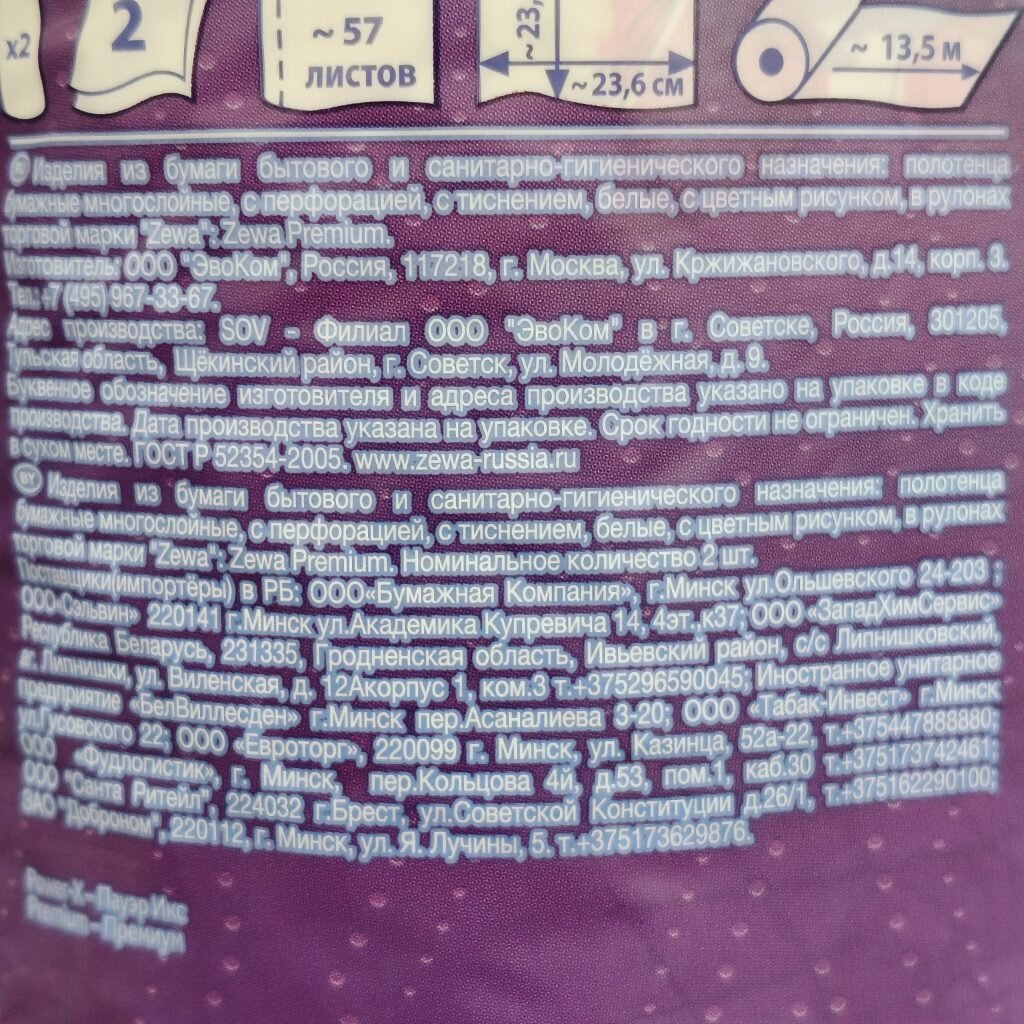 x2
2
~ 57
ЛИСТОВ
~ 23,
~23,6 см
~ 13,5 м
Изделия из бумаги бытового и санитарно-гигиенического назначения: полотенца
бумажные многослойные, с перфорацией, с тиснением, белые, с цветным рисунком, в рулонах
торговой марки "Zewa": Zewa Premium.
Изготовитель: ООО "ЭвоКом", Россия, 117218, г. Москва, ул. Кржижановского, д.14, корп. 3.
Тел.: +7 (495) 967-33-67.
Адрес производства: SOV - Филиал ООО "ЭвоКом" в г. Советске, Россия, 301205,
Тульская область, Щёкинский район, г. Советск, ул. Молодёжная, д. 9.
Буквенное обозначение изготовителя и адреса производства указано на упаковке в коде
производства. Дата производства указана на упаковке. Срок годности не ограничен. Хранить
в сухом месте. ГОСТ Р 52354-2005. www.zewa-russia.ru
BY Изделия из бумаги бытового и санитарно-гигиенического назначения: полотенца
бумажные многослойные, с перфорацией, с тиснением, белые, с цветным рисунком, в рулонах
торговой марки "Zewa": Zewa Premium. Номинальное количество 2 шт.
Поставщики(импортёры) в РБ: ООО«Бумажная Компания», г.Минск ул.Ольшевского 24-203 ;
ООО«Сэльвин» 220141 г.Минск ул.Академика Купревича 14, 4эт.,к37; ООО «ЗападХимСервис»
Республика Беларусь, 231335, Гродненская область, Ивьевский район, с/с Липнишковский,
аг. Липнишки, ул. Виленская, д. 12Акорпус 1, ком.3 т.+375296590045; Иностранное унитарное
предприятие «БелВиллесден» г.Минск пер.Асаналиева 3-20; ООО «Табак-Инвест» г.Минск
ул.Гусовского 22; ООО «Евроторг», 220099 г. Минск, ул. Казинца, 52а-22, т.+375447888880;
ООО «Фудлогистик», г. Минск, пер.Кольцова 4й, д.53, пом.1, каб.30 т.+375173742461;
ООО "Санта Ритейл", 224032 г.Брест, ул.Советской Конституции д.26/1, т.+375162290100;
ЗАО "Доброном", 220112, г. Минск, ул. Я. Лучины, 5. т.+375173629876.
Power-X – Пауэр Икс
Premium – Премиум